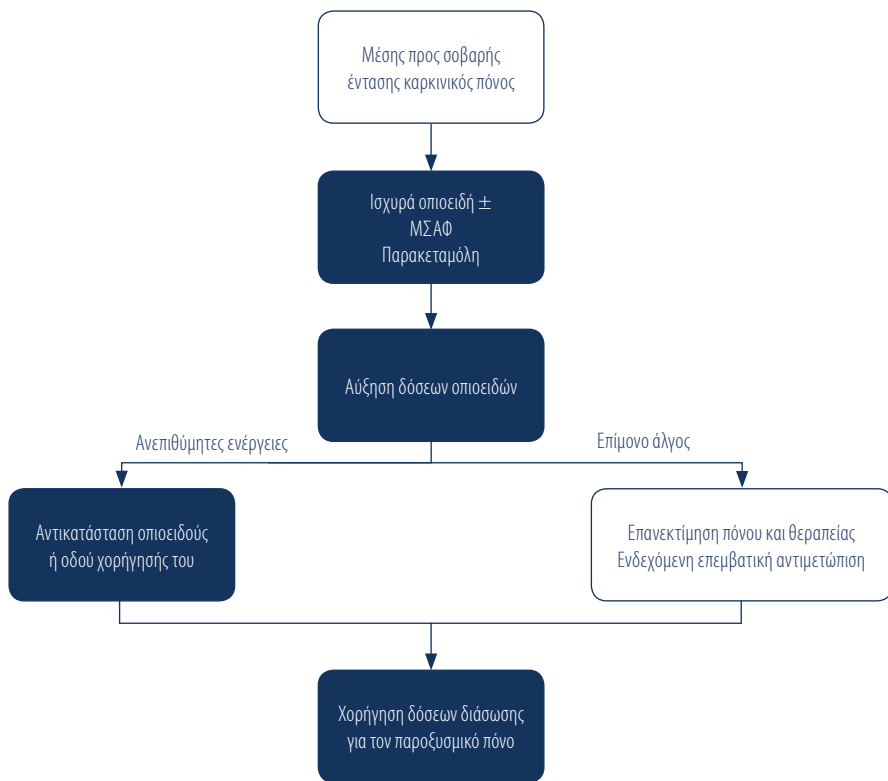 Μέσης προς σοβαρής
έντασης καρκινικός πόνος
Ισχυρά οπιοειδή ±
ΜΣΑΦ
Παρακεταμόλη
Αύξηση δόσεων οπιοειδών
Ανεπιθύμητες ενέργειες
Επίμονο άλγος
Αντικατάσταση οπιοειδούς
ή οδού χορήγησής του
Επανεκτίμηση πόνου και θεραπείας
Ενδεχόμενη επεμβατική αντιμετώπιση
Χορήγηση δόσεων διάσωσης
για τον παροξυσμικό πόνο